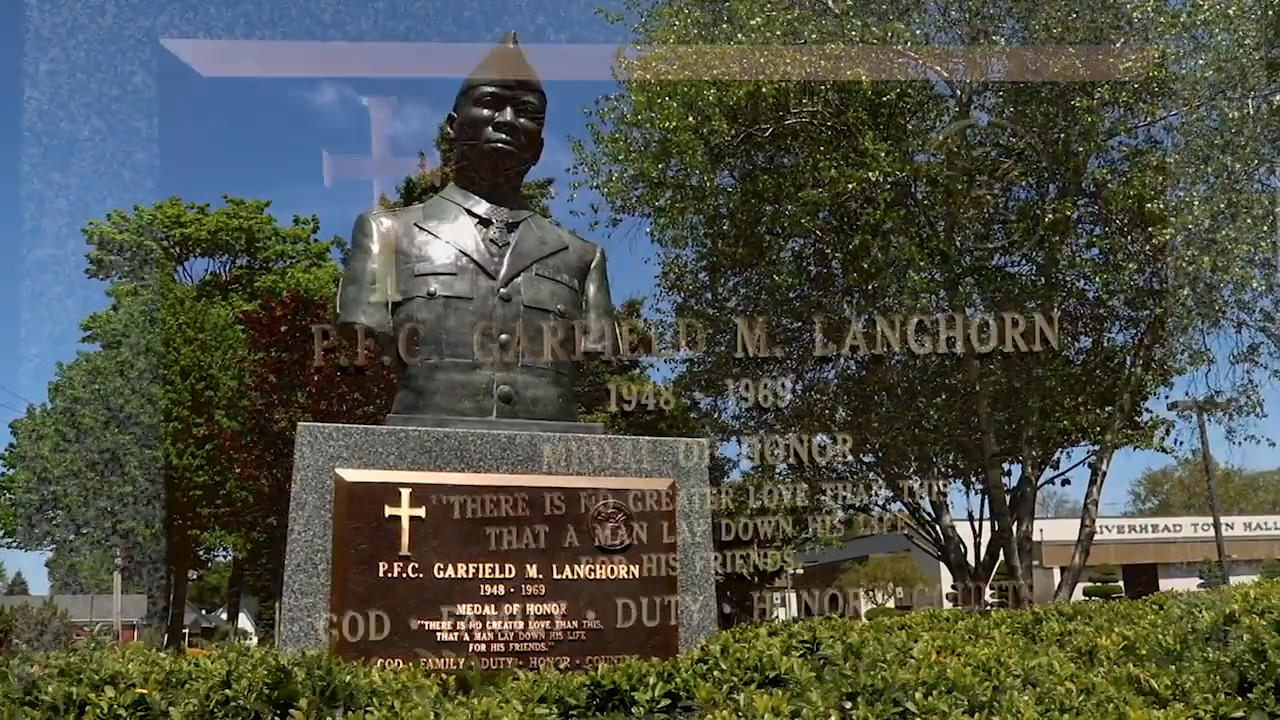 P.F.C. GARFIELD M. LANGHORN
1948 - 1969
MEDAL OF HONOR
"THERE IS NO GREATER LOVE THAN THIS
THAT A MAN LAY DOWN HIS LIFE
FOR HIS FRIENDS."
GOD · FAMILY · DUTY · HONOR · COUNTRY
RIVERHEAD TOWN HALL
P.F.C. GARFIELD M. LANGHORN
1948 - 1969
MEDAL OF HONOR
"THERE IS NO GREATER LOVE THAN THIS,
THAT A MAN LAY DOWN HIS LIFE
FOR HIS FRIENDS."
GOD · FAMILY · DUTY · HONOR · COUNTRY